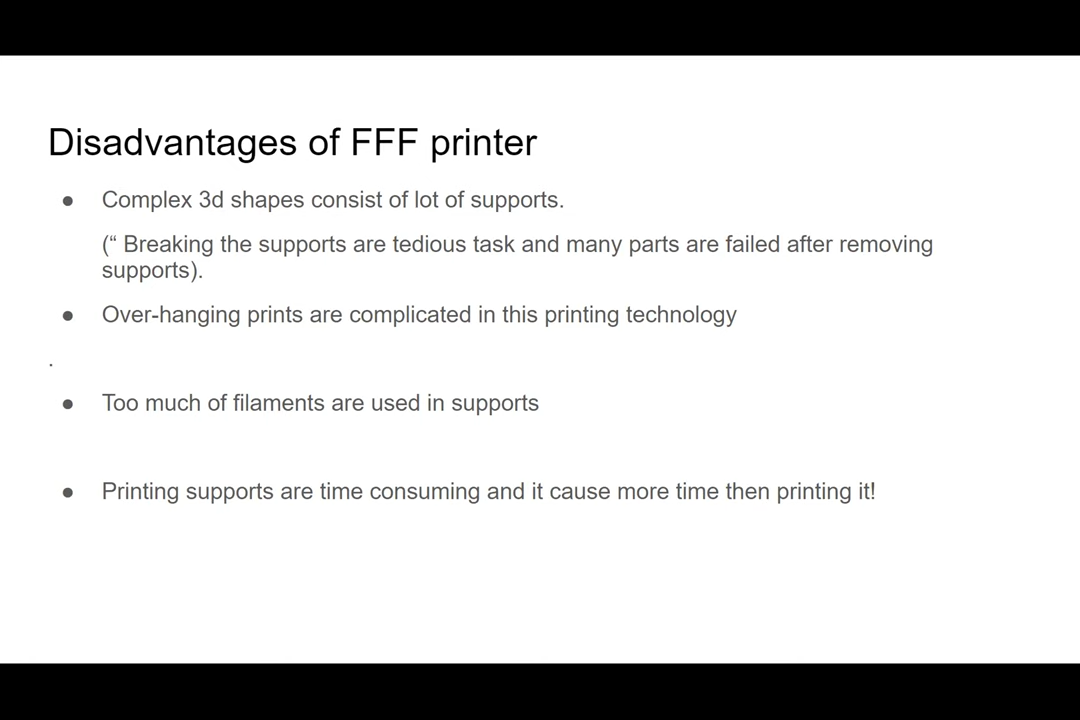 Disadvantages of FFF printer
● Complex 3d shapes consist of lot of supports.
(“ Breaking the supports are tedious task and many parts are failed after removing
supports).
● Over-hanging prints are complicated in this printing technology
.
● Too much of filaments are used in supports
● Printing supports are time consuming and it cause more time then printing it!